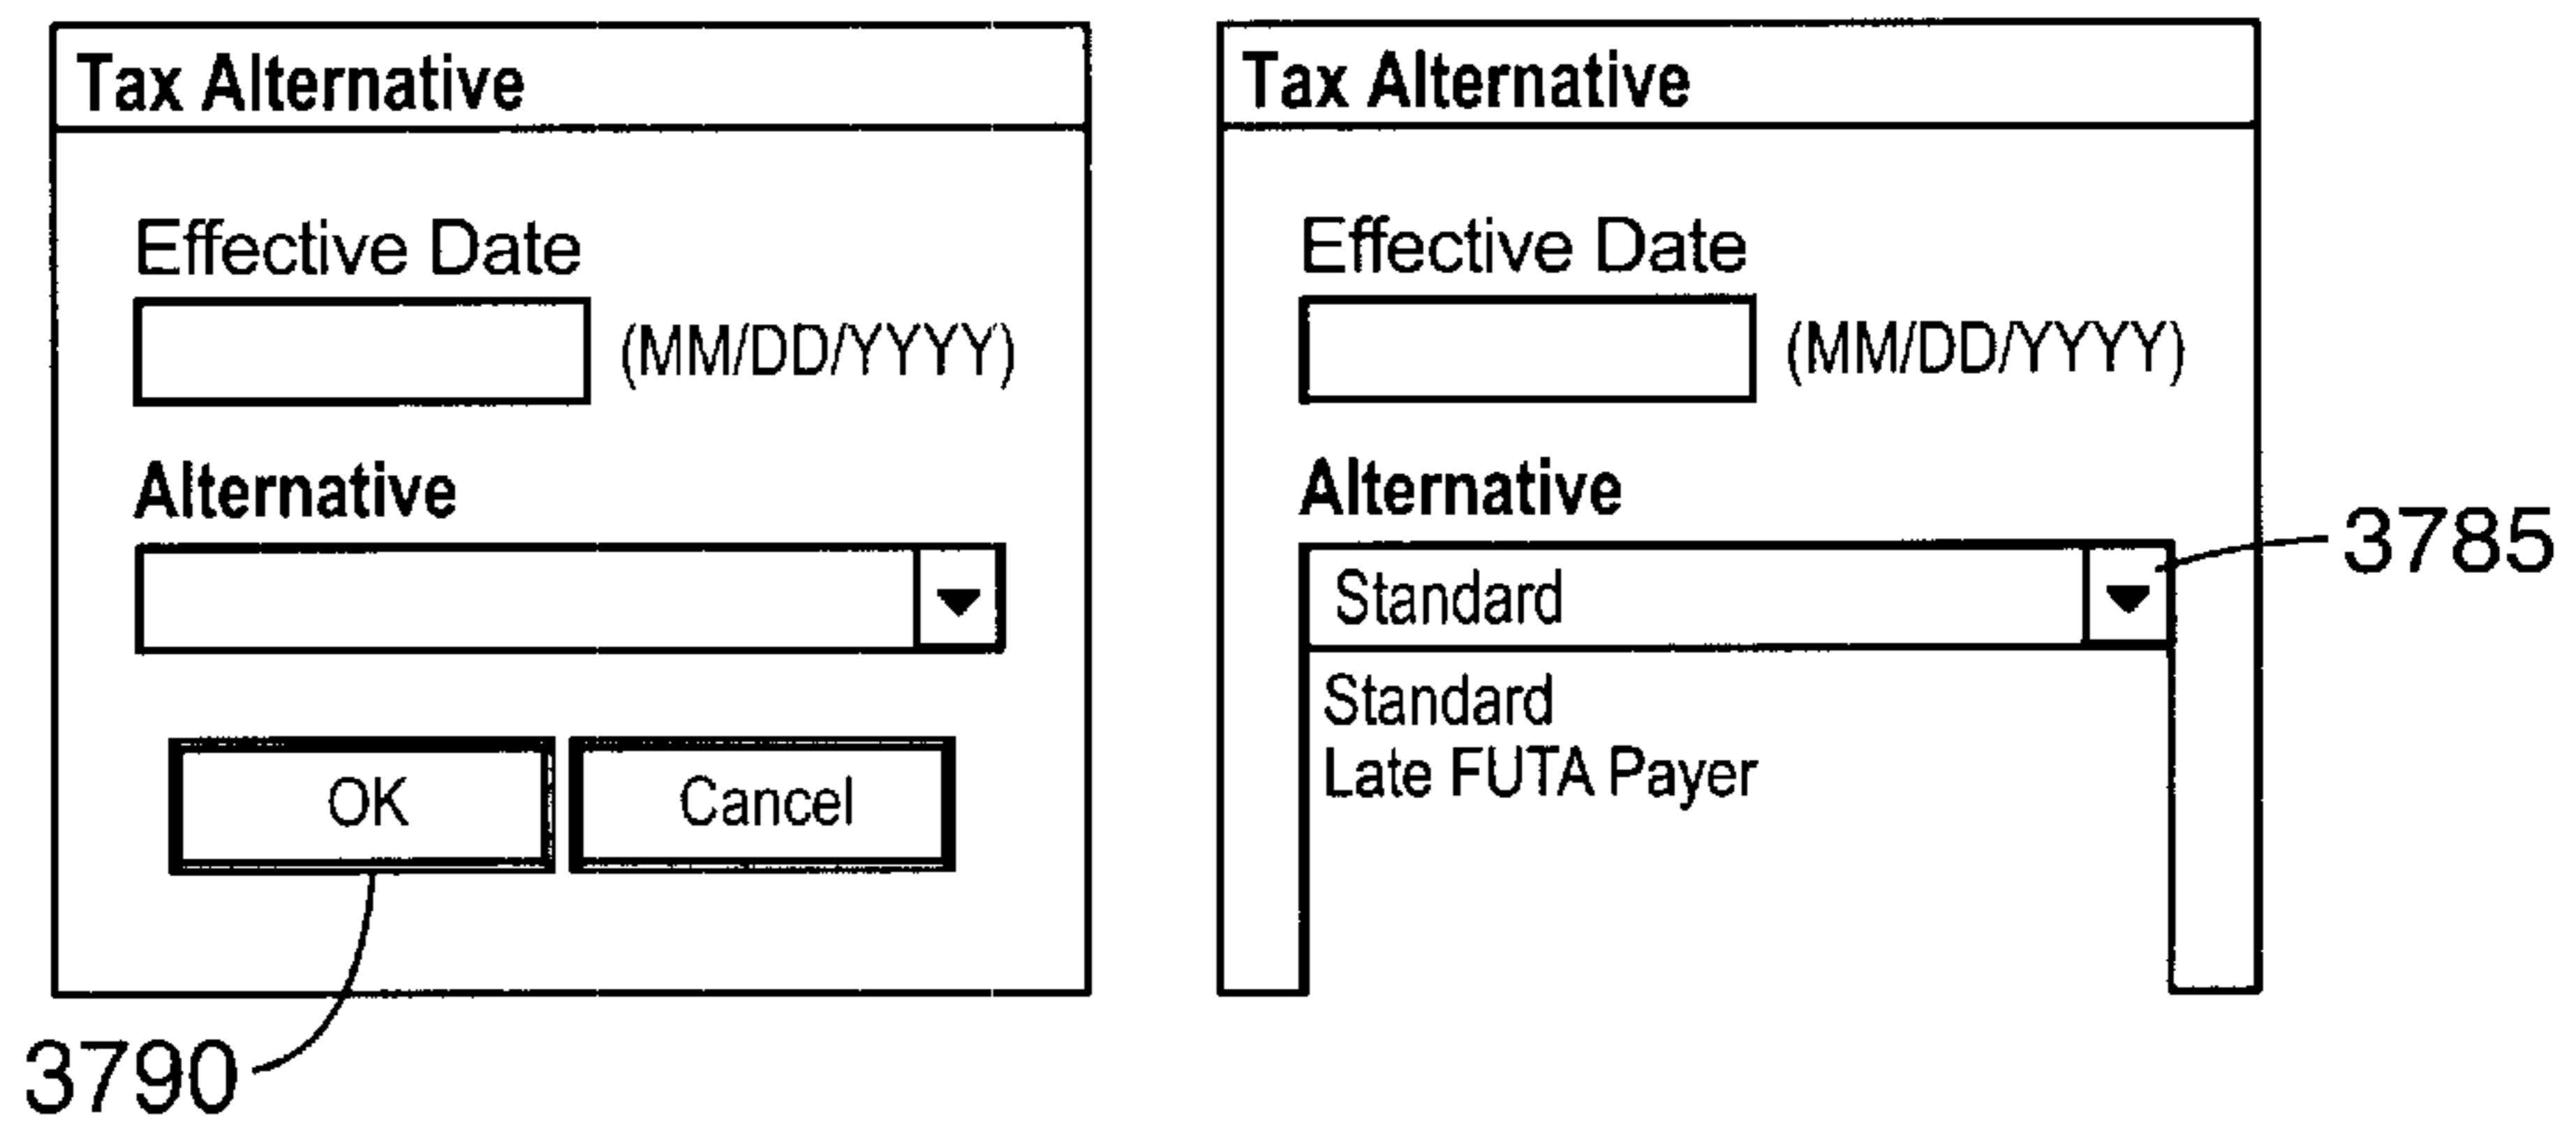 Tax Alternative
Effective Date
(MM/DD/YYYY)
Alternative
OK
Cancel
3790
Tax Alternative
Effective Date
(MM/DD/YYYY)
Alternative
Standard
3785
Standard
Late FUTA Payer